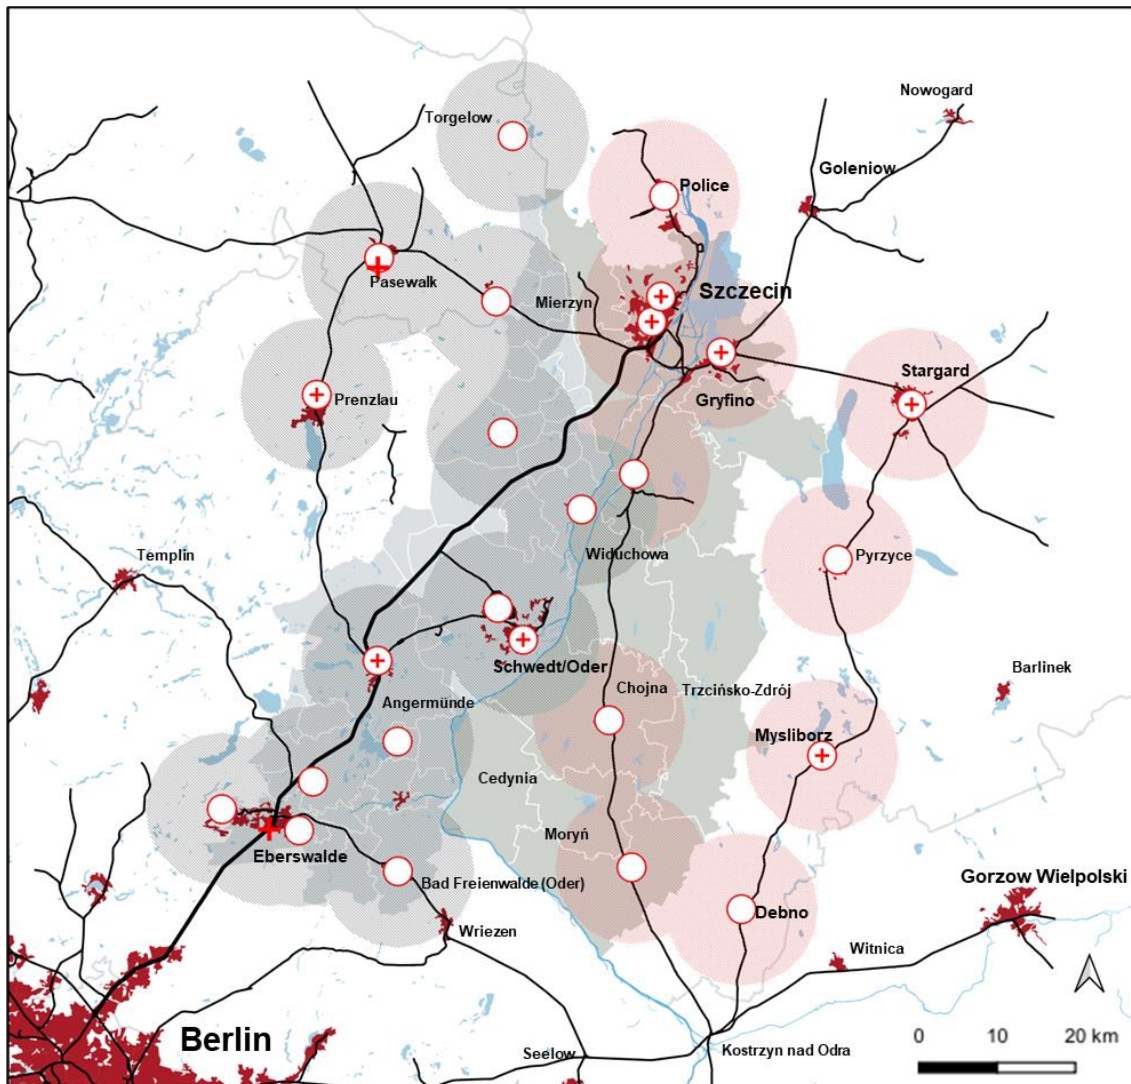 Nowogard
Torgelow
Goleniow
Police
Pasewalk
Mierzyn
Szczecin
Stargard
Prenzlau
Gryfino
Templin
Widuchowa
Pyrzyce
Schwedt/Oder
Barlinek
Chojna
Trzcińsko-Zdrój
Angermünde
Mysliborz
Cedynia
Moryń
Eberswalde
Bad Freienwalde (Oder)
Gorzow Wielpolski
Debno
Wriezen
Witnica
Berlin
0 10 20 km
Seelow
Kostrzyn nad Odra